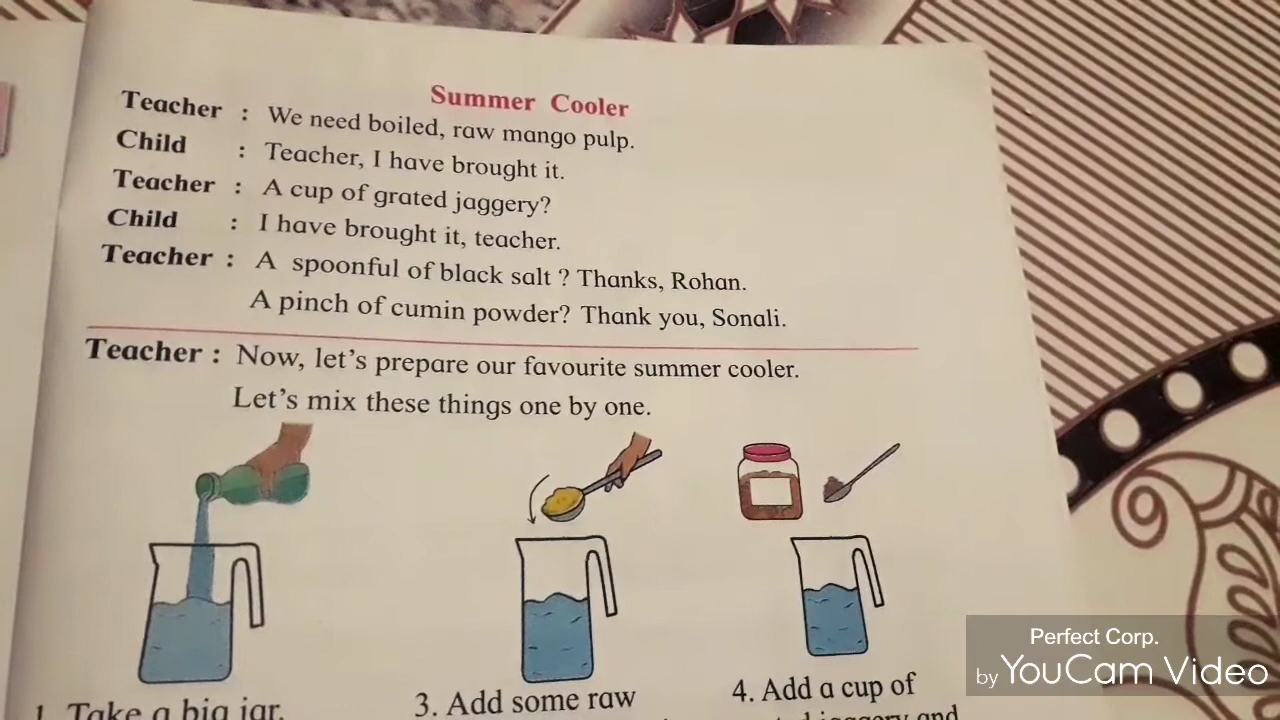 Summer Cooler
Teacher : We need boiled, raw mango pulp.
Child : Teacher, I have brought it.
Teacher : A cup of grated jaggery?
Child : I have brought it, teacher.
Teacher : A spoonful of black salt ? Thanks, Rohan.
A pinch of cumin powder? Thank you, Sonali.
Teacher : Now, let's prepare our favourite summer cooler.
Let's mix these things one by one.
1. Take a big jar.
3. Add some raw
4. Add a cup of
jaggery and
Perfect Corp.
by YouCam Video